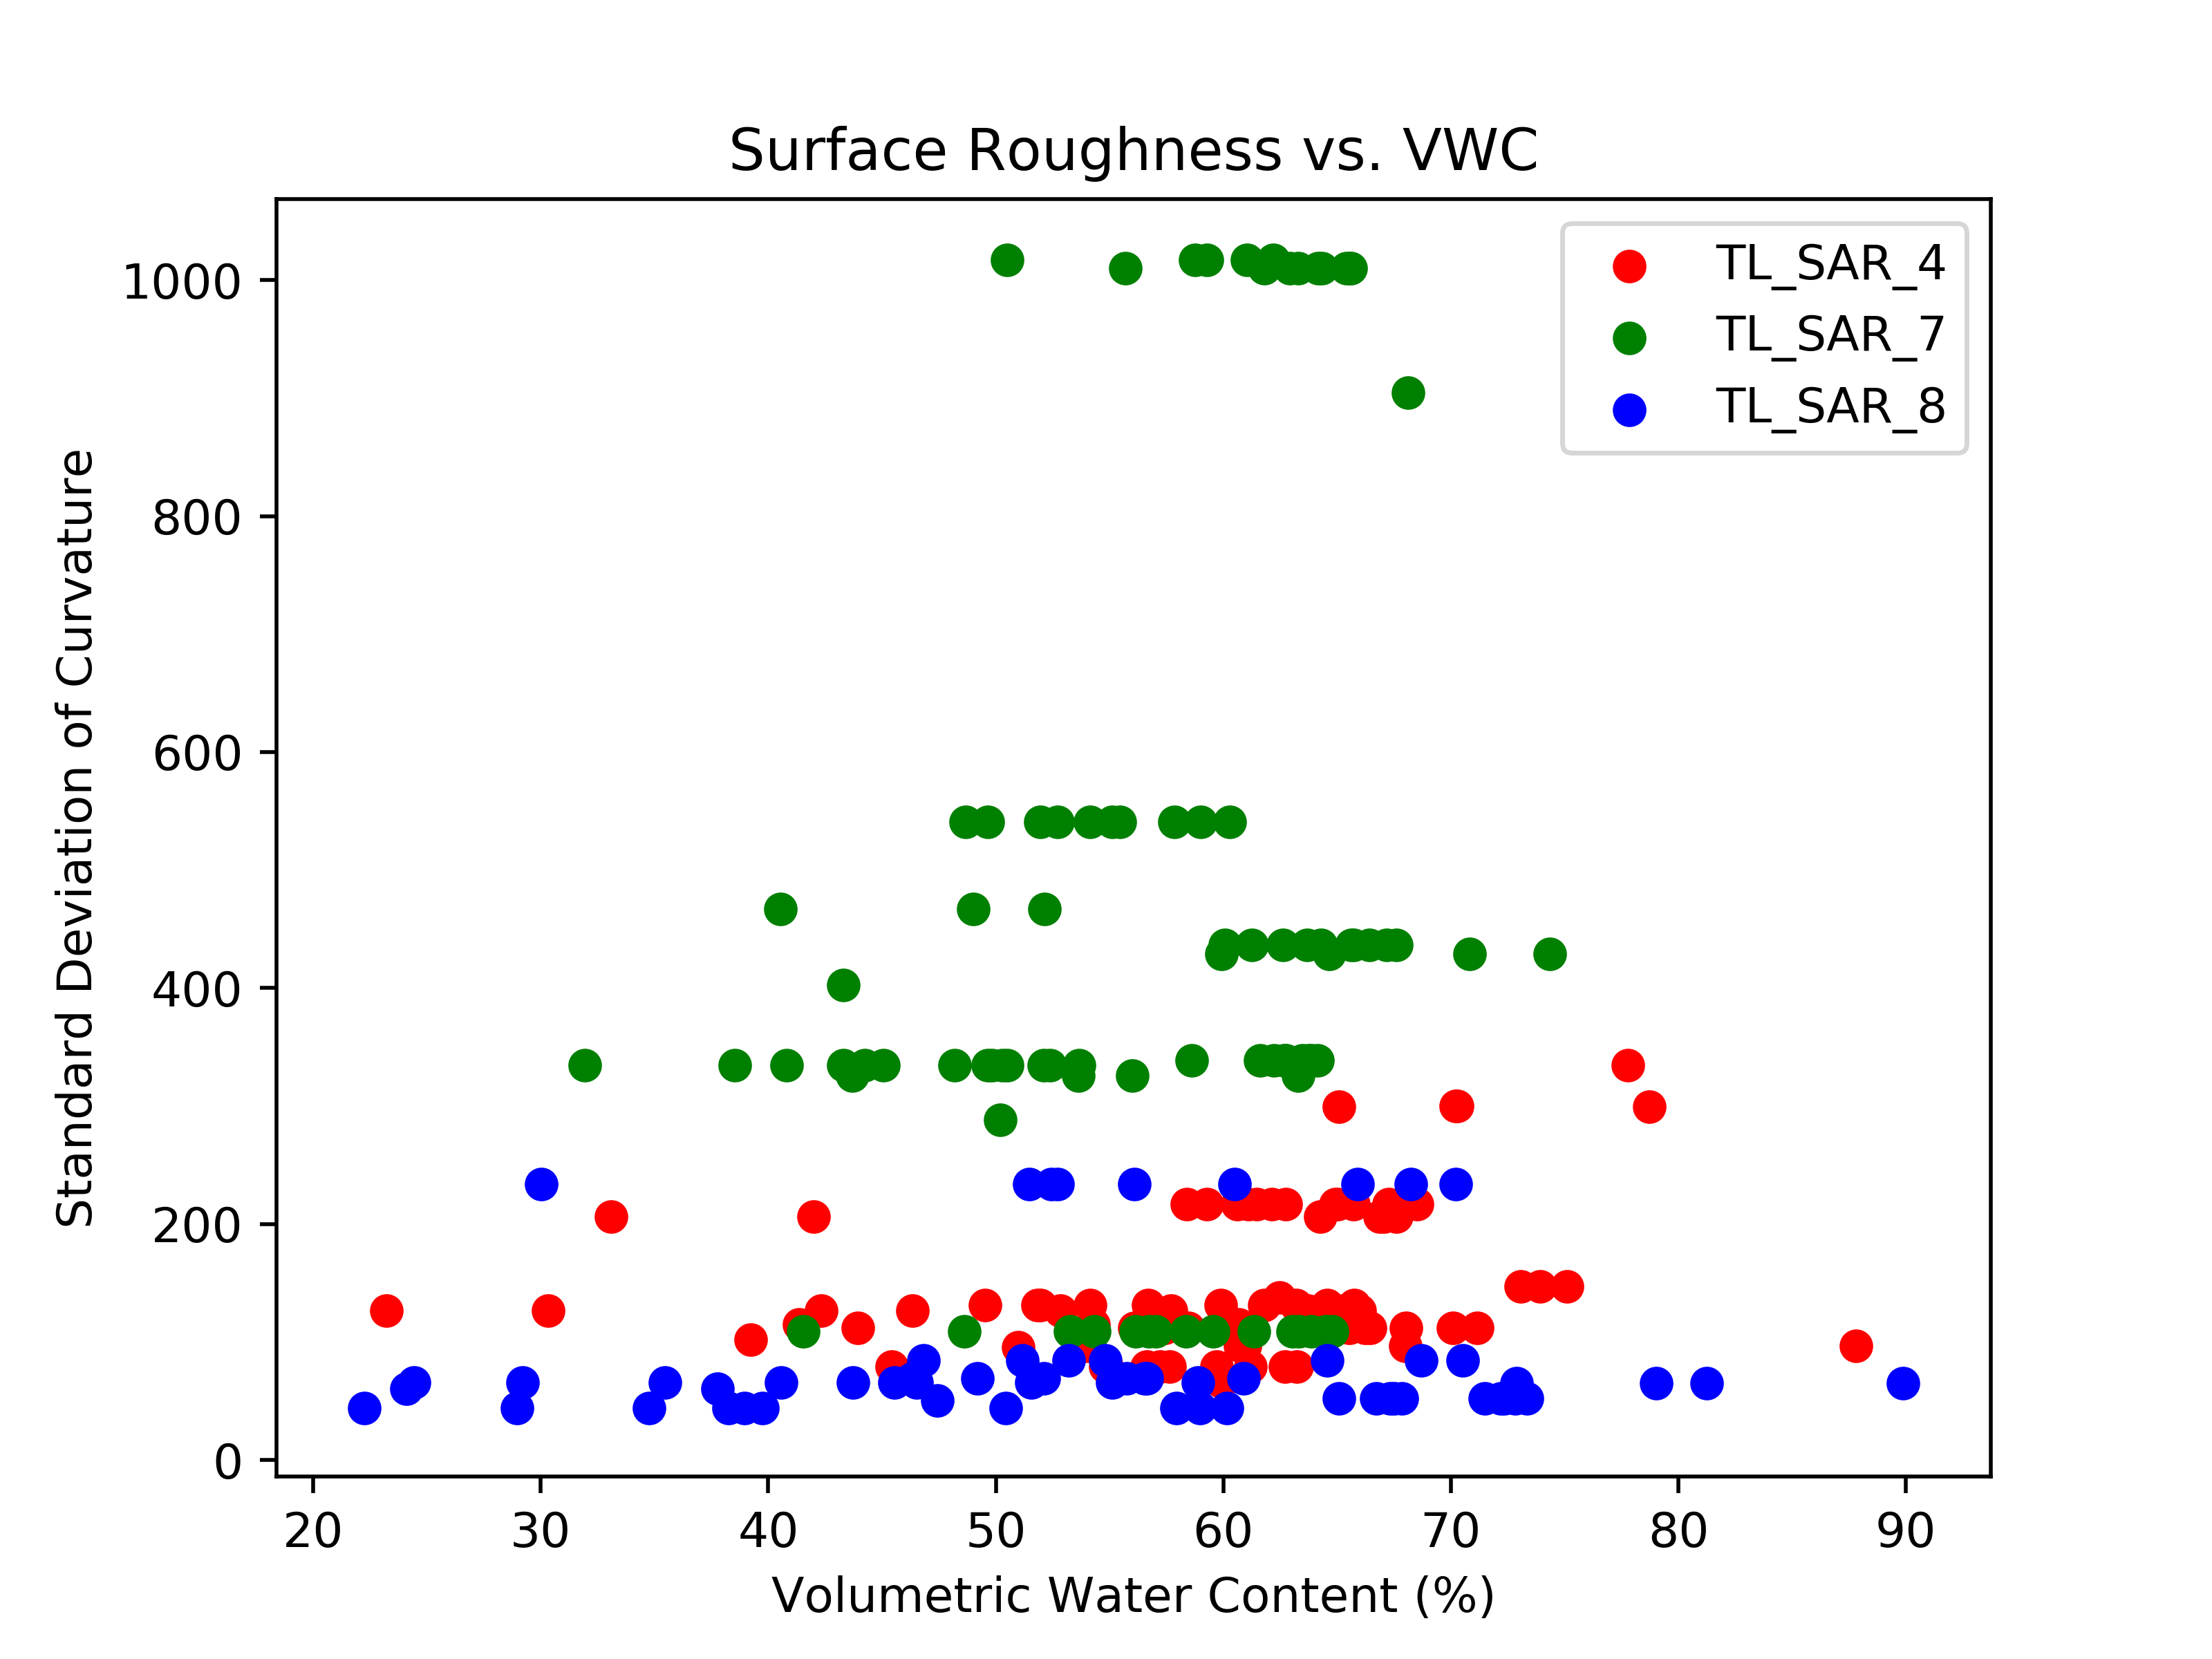 Surface Roughness vs. VWC
TL_SAR_4
TL_SAR_7
TL_SAR_8
Standard Deviation of Curvature
1000
800
600
400
200
0
20 30 40 50 60 70 80 90
Volumetric Water Content (%)